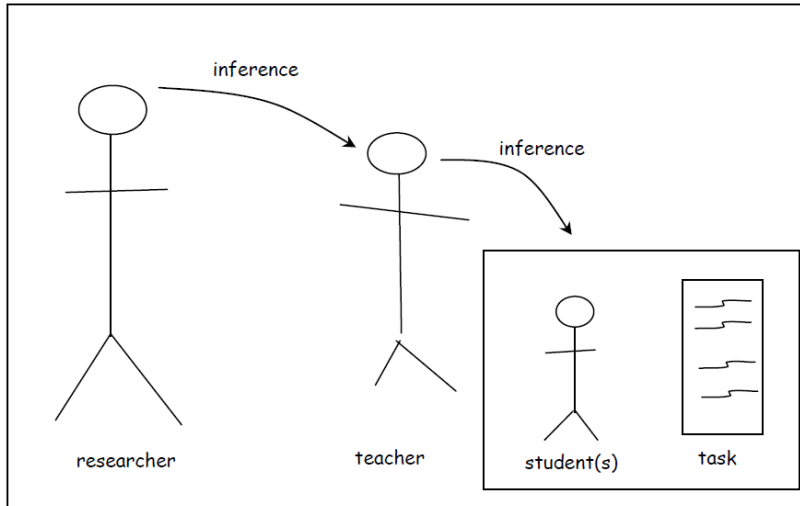 inference
inference
researcher
teacher
student(s)
task